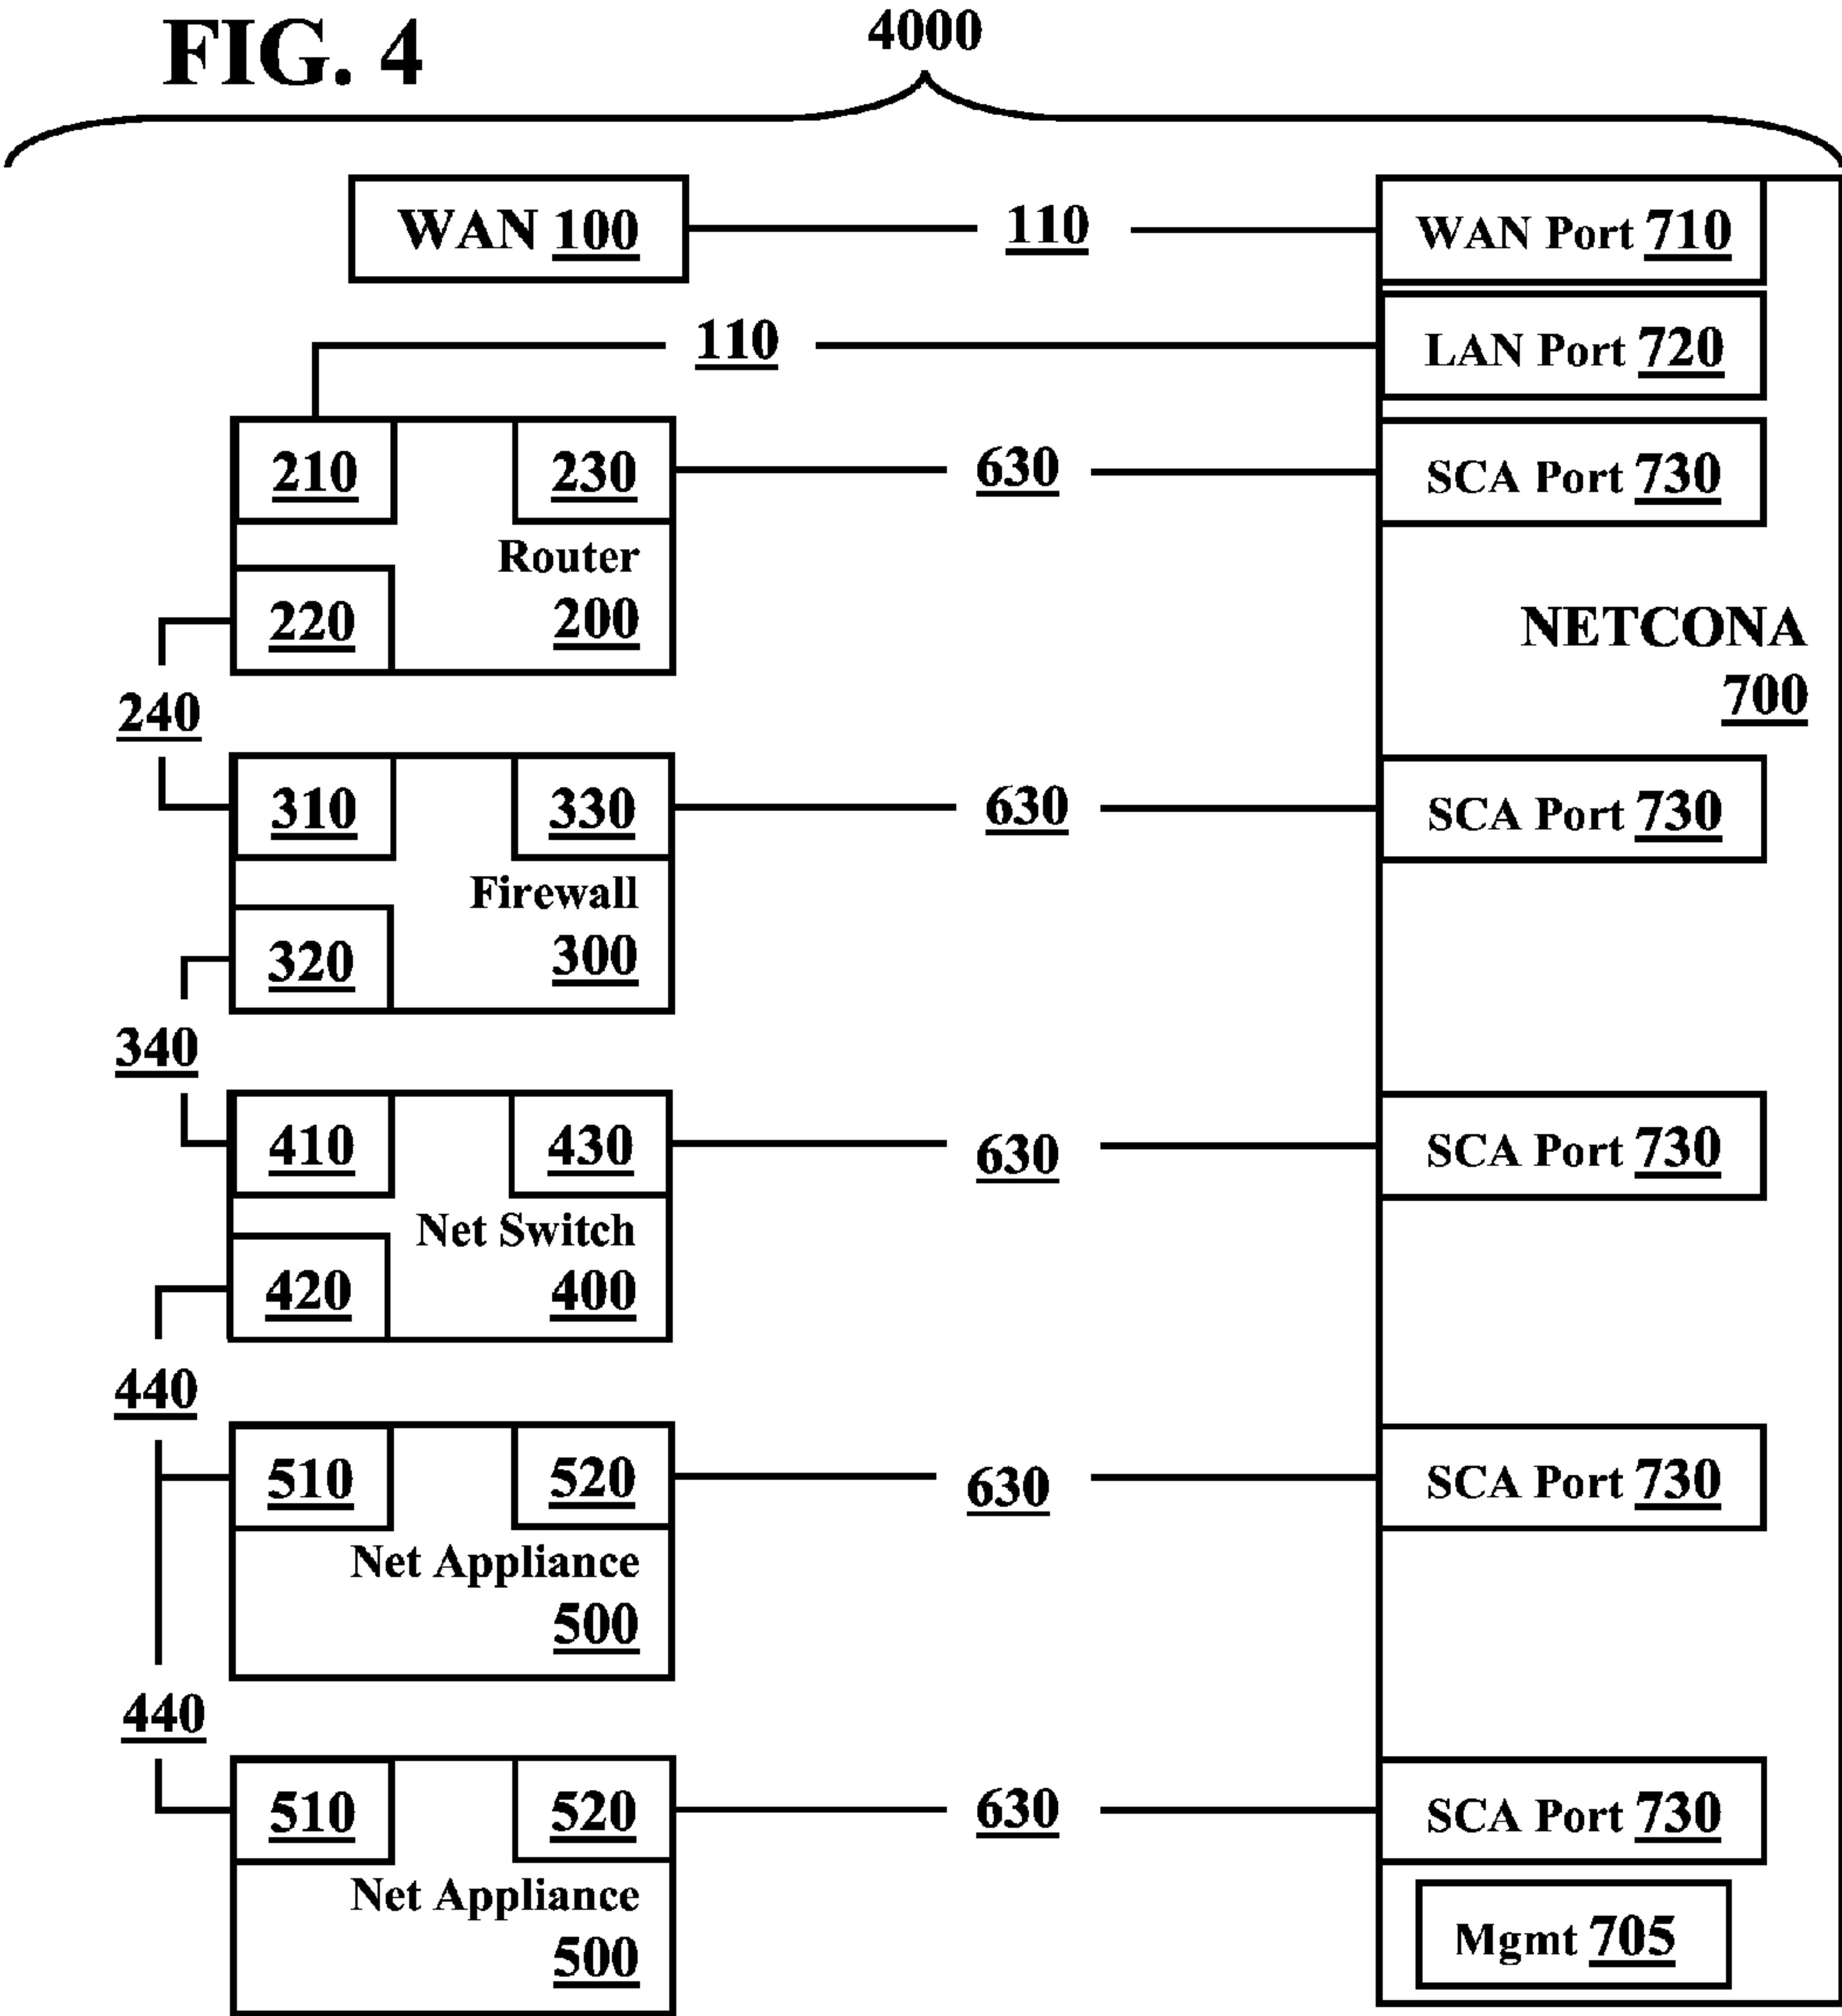 FIG. 4
4000
WAN 100
110
WAN Port 710
110
LAN Port 720
210
230
630
SCA Port 730
Router
200
220
NETCONA
700
240
310
330
630
SCA Port 730
Firewall
300
320
340
410
430
630
SCA Port 730
Net Switch
400
420
440
510
520
630
SCA Port 730
Net Appliance
500
440
510
520
630
SCA Port 730
Net Appliance
500
Mgmt 705